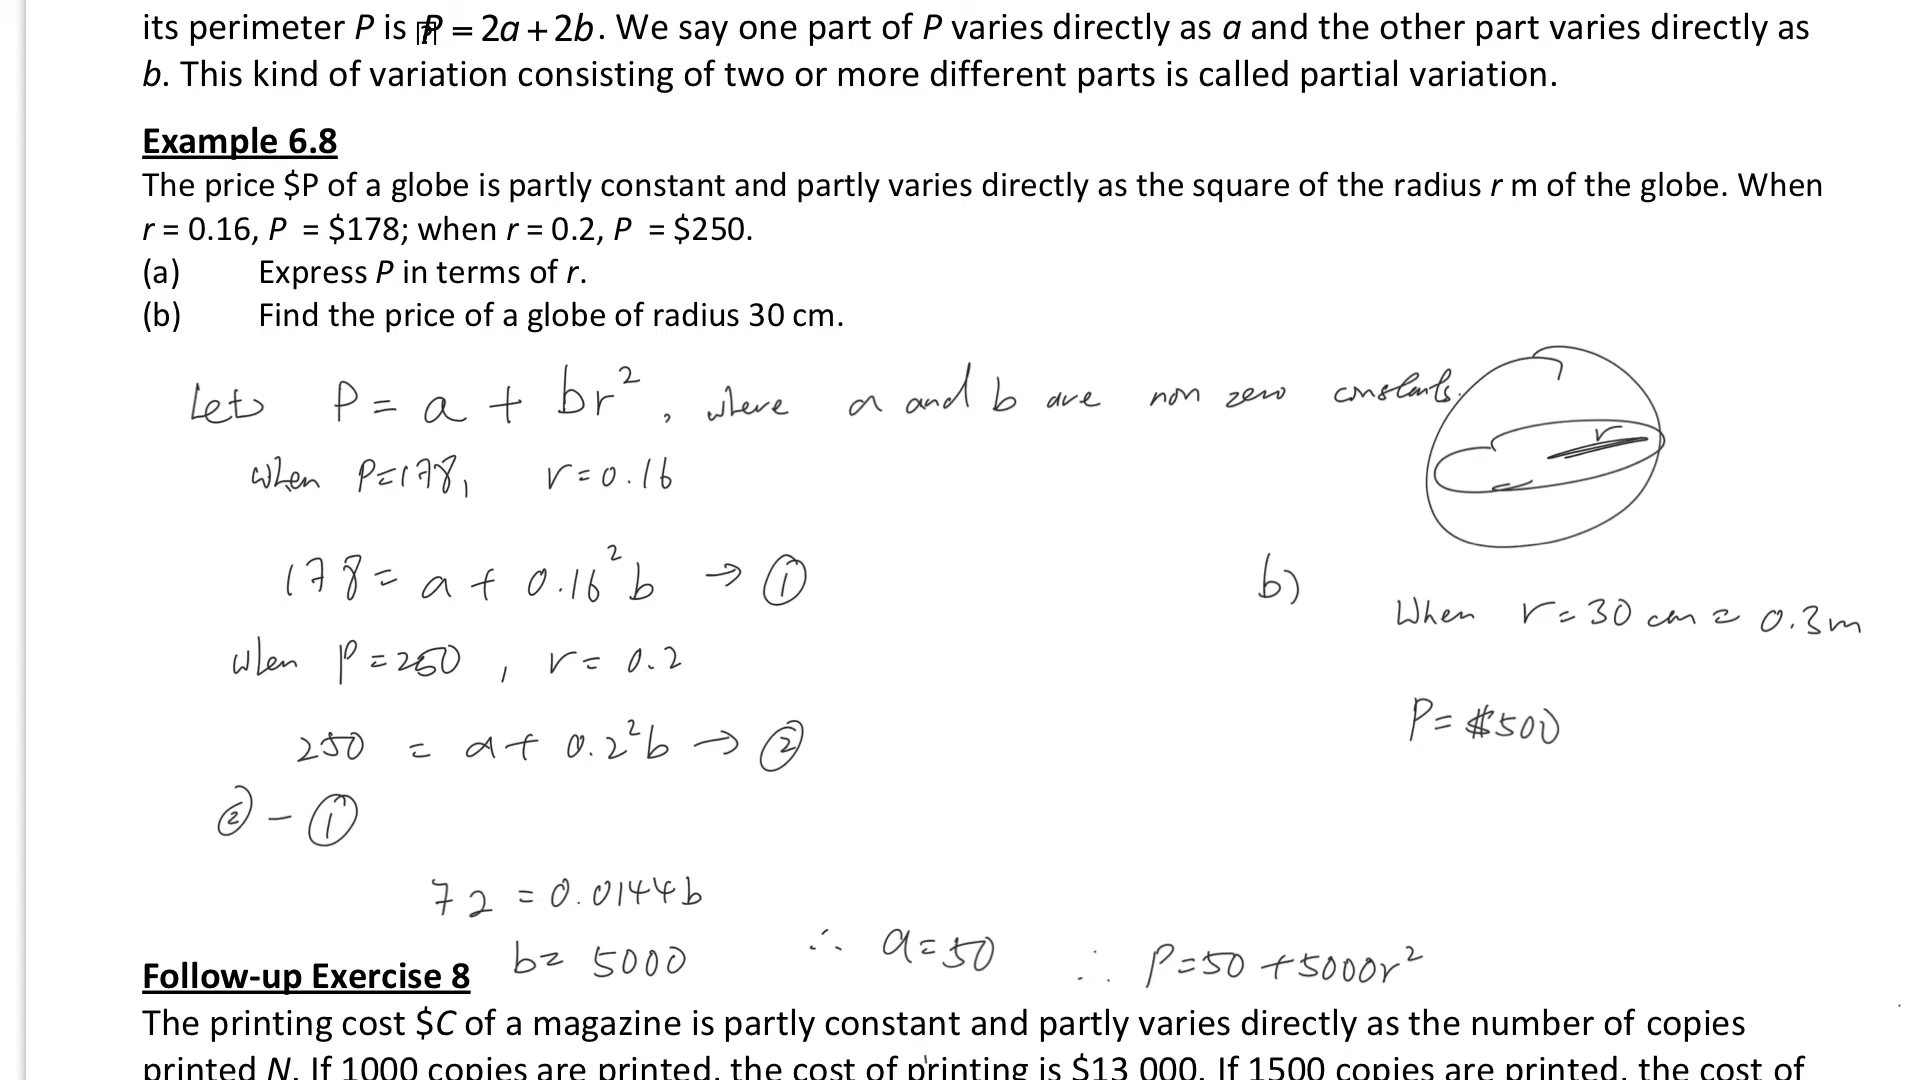 its perimeter P is P = 2a + 2b. We say one part of P varies directly as a and the other part varies directly as
b. This kind of variation consisting of two or more different parts is called partial variation.
Example 6.8
The price $P of a globe is partly constant and partly varies directly as the square of the radius r m of the globe. When
r = 0.16, P = $178; when r = 0.2, P = $250.
(a) Express P in terms of r.
(b) Find the price of a globe of radius 30 cm.
Let P = a + br², where a and b are non zero constants.
r
when P=178, r=0.16
178 = a + 0.16²b → ①
when P=250, r=0.2
250 = a + 0.2²b → ②
② - ①
72 = 0.0144b
b= 5000 ∴ a=50 ∴ P=50+5000r²
b)
When r=30 cm = 0.3m
P= $500
Follow-up Exercise 8
The printing cost $C of a magazine is partly constant and partly varies directly as the number of copies
printed N. If 1000 copies are printed, the cost of printing is $13 000. If 1500 copies are printed, the cost of